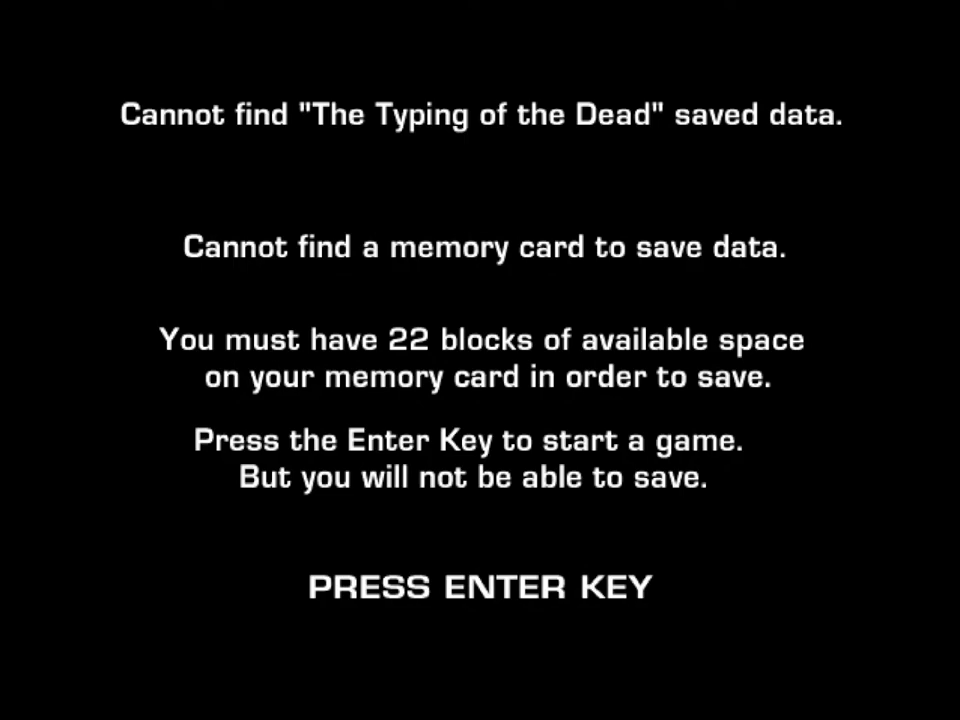 Cannot find "The Typing of the Dead" saved data.
Cannot find a memory card to save data.
You must have 22 blocks of available space
on your memory card in order to save.
Press the Enter Key to start a game.
But you will not be able to save.
PRESS ENTER KEY